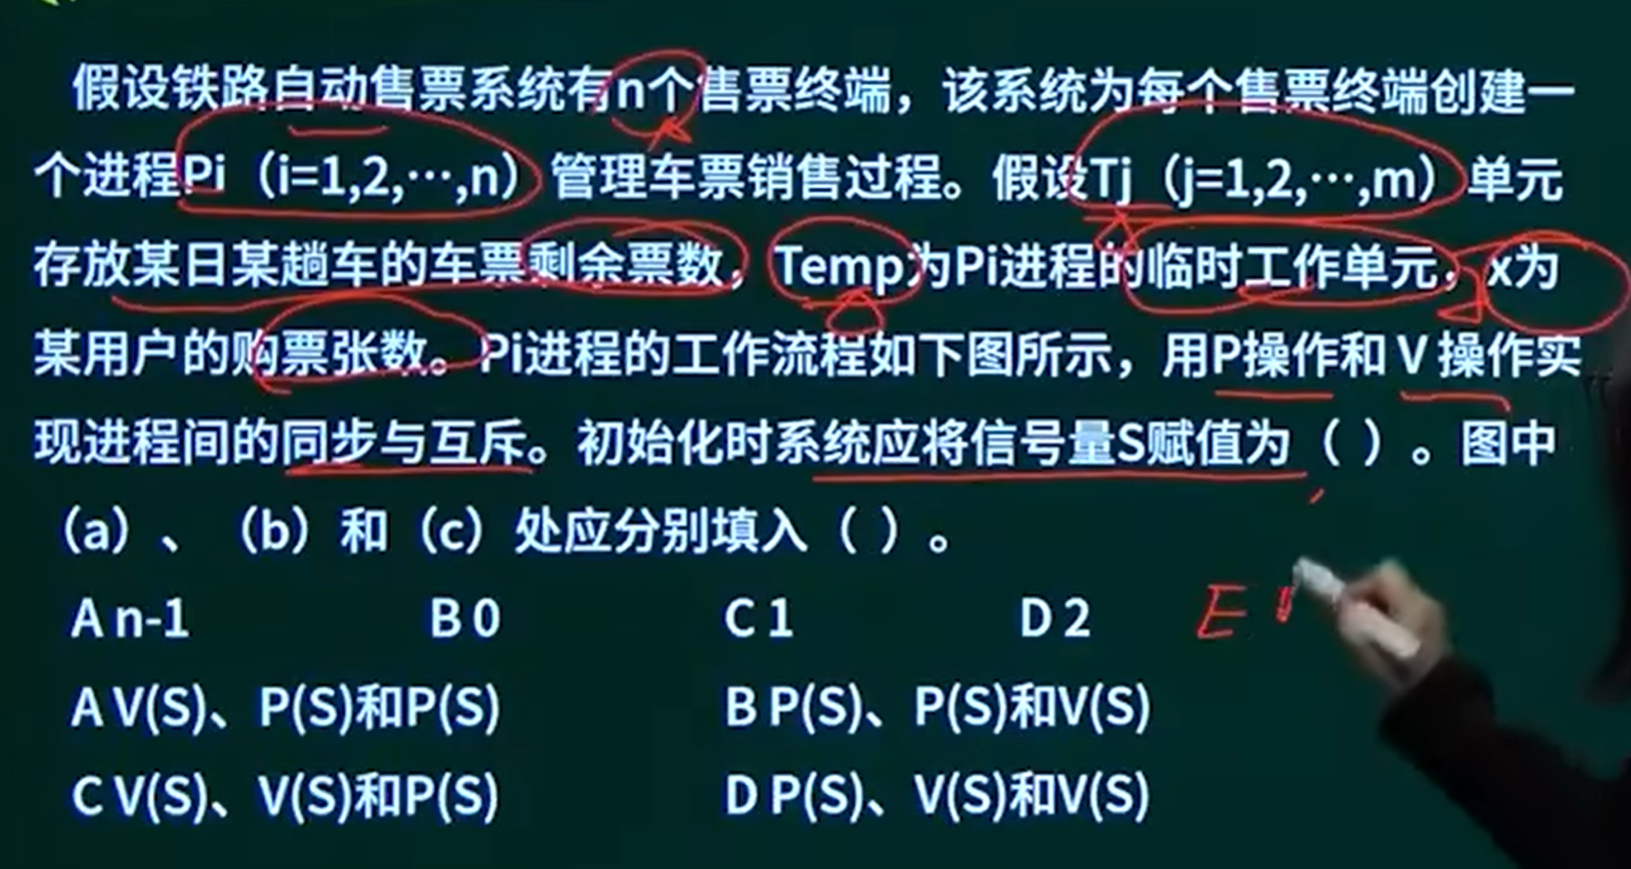 假设铁路自动售票系统有n个售票终端，该系统为每个售票终端创建一
个进程Pi（i=1,2,…,n）管理车票销售过程。假设Tj（j=1,2,…,m）单元
存放某日某趟车的车票剩余票数，Temp为Pi进程的临时工作单元，x为
某用户的购票张数。Pi进程的工作流程如下图所示，用P操作和 V 操作实
现进程间的同步与互斥。初始化时系统应将信号量S赋值为（ ）。图中
（a）、（b）和（c）处应分别填入（ ）。
A n-1 B 0 C 1 D 2 E
A V(S)、P(S)和P(S) B P(S)、P(S)和V(S)
C V(S)、V(S)和P(S) D P(S)、V(S)和V(S)